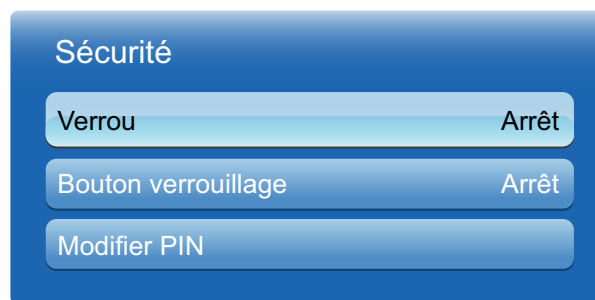 Sécurité
Verrou Arrêt
Bouton verrouillage Arrêt
Modifier PIN